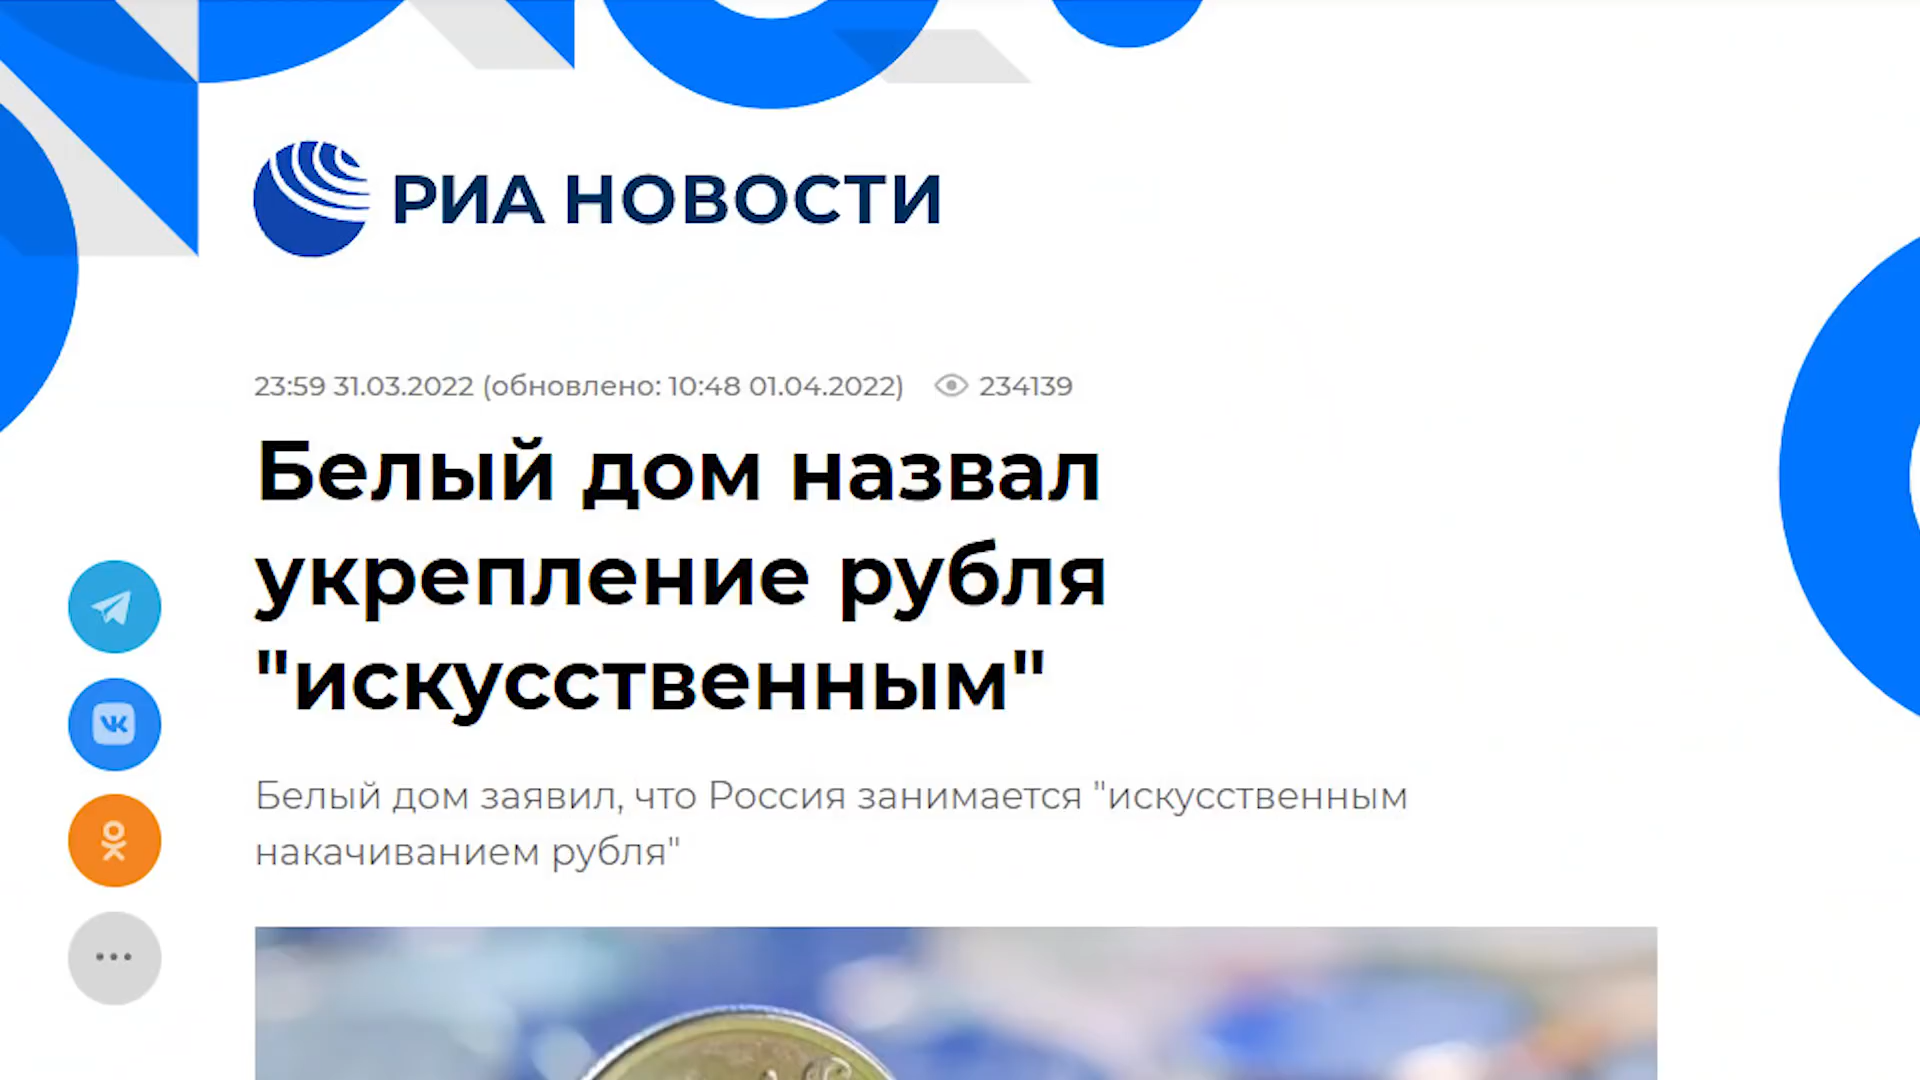 РИА НОВОСТИ
23:59 31.03.2022 (обновлено: 10:48 01.04.2022) 234139
Белый дом назвал
укрепление рубля
"искусственным"
Белый дом заявил, что Россия занимается "искусственным
накачиванием рубля"